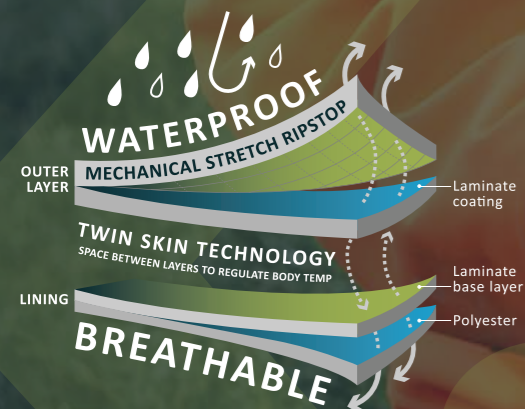 WATERPROOF
MECHANICAL STRETCH RIPSTOP
OUTER
LAYER
Laminate
coating
TWIN SKIN TECHNOLOGY
SPACE BETWEEN LAYERS TO REGULATE BODY TEMP
Laminate
base layer
LINING
Polyester
BREATHABLE